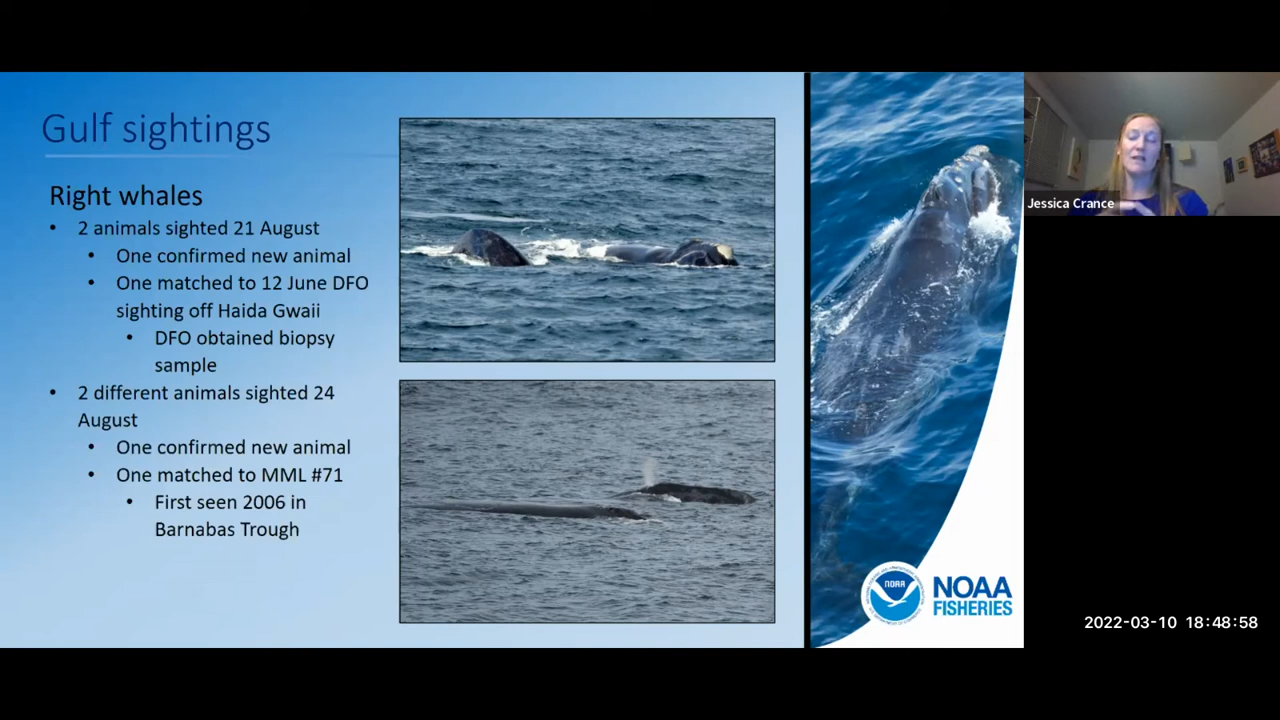 Gulf sightings
Right whales
• 2 animals sighted 21 August
• One confirmed new animal
• One matched to 12 June DFO
sighting off Haida Gwaii
• DFO obtained biopsy
sample
• 2 different animals sighted 24
August
• One confirmed new animal
• One matched to MML #71
• First seen 2006 in
Barnabas Trough
NOAA
NOAA
FISHERIES
Jessica Crance
2022-03-10 18:48:58